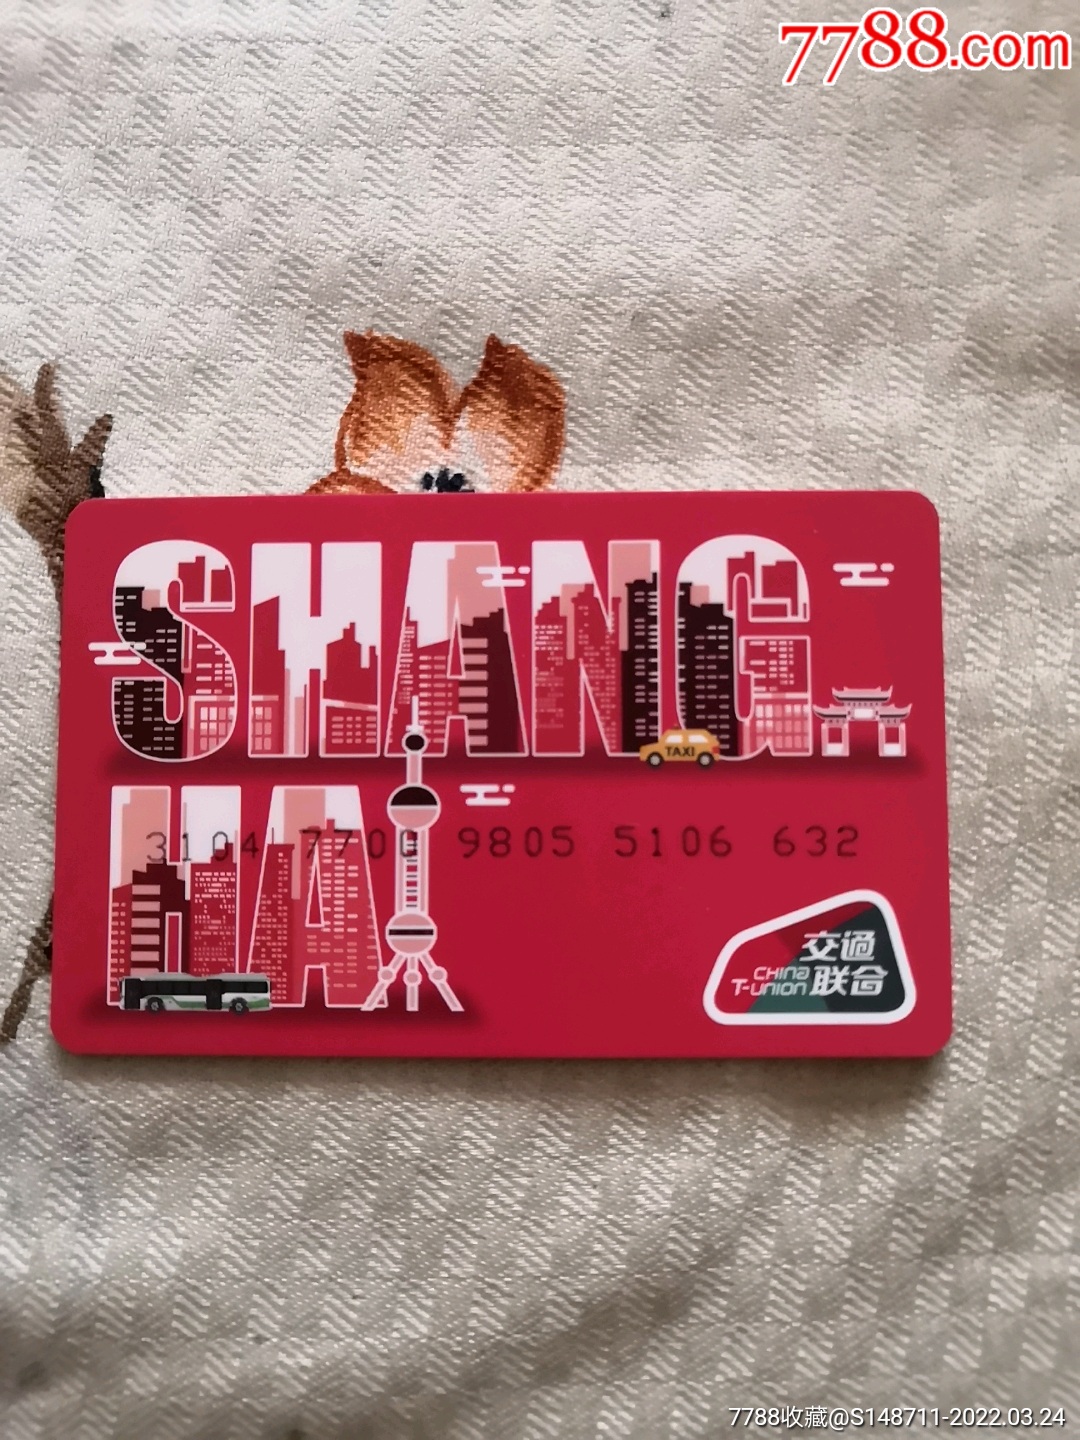 7788.com
SHANG
HAI
TAXI
3104 7700 9805 5106 632
交通
CHINA
T-UNION 联合
7788收藏@S148711-2022.03.24